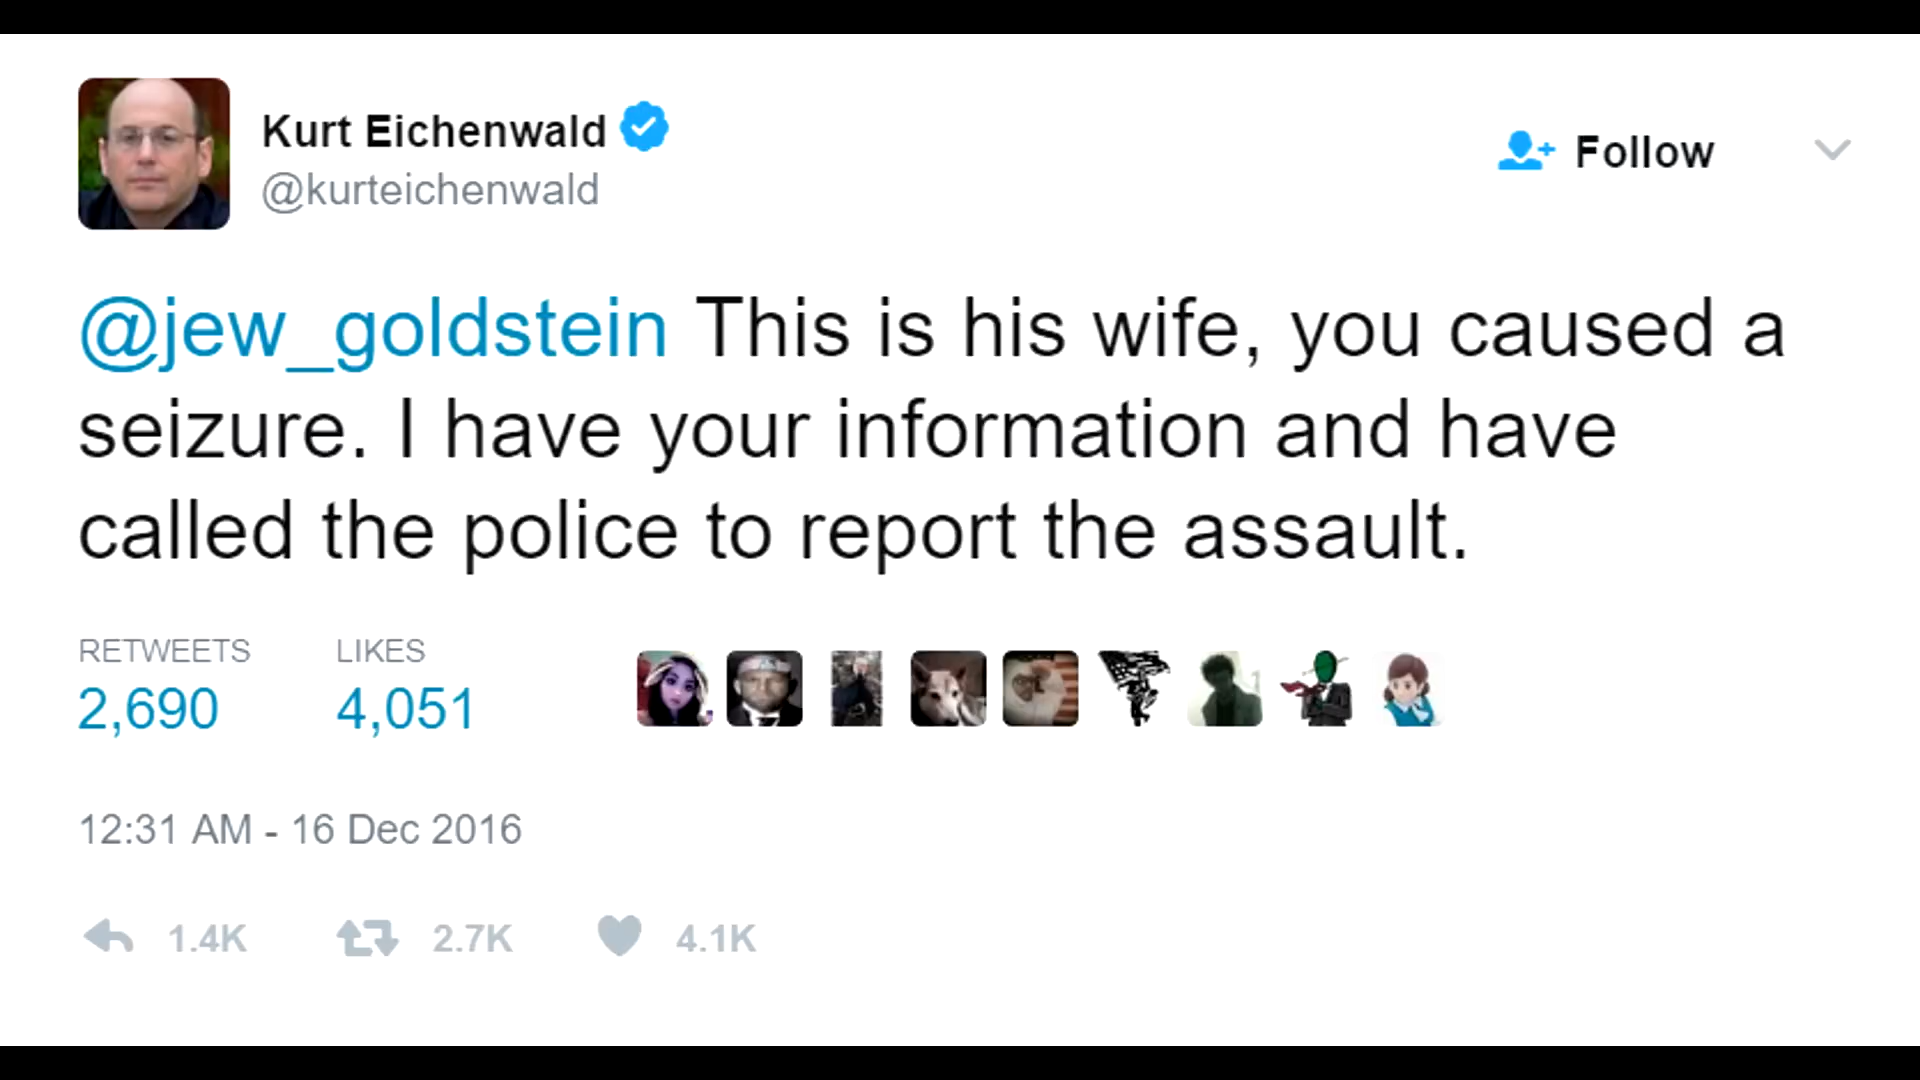 Kurt Eichenwald
@kurteichenwald
Follow
@jew_goldstein This is his wife, you caused a
seizure. I have your information and have
called the police to report the assault.
RETWEETS LIKES
2,690 4,051
12:31 AM - 16 Dec 2016
1.4K 2.7K 4.1K